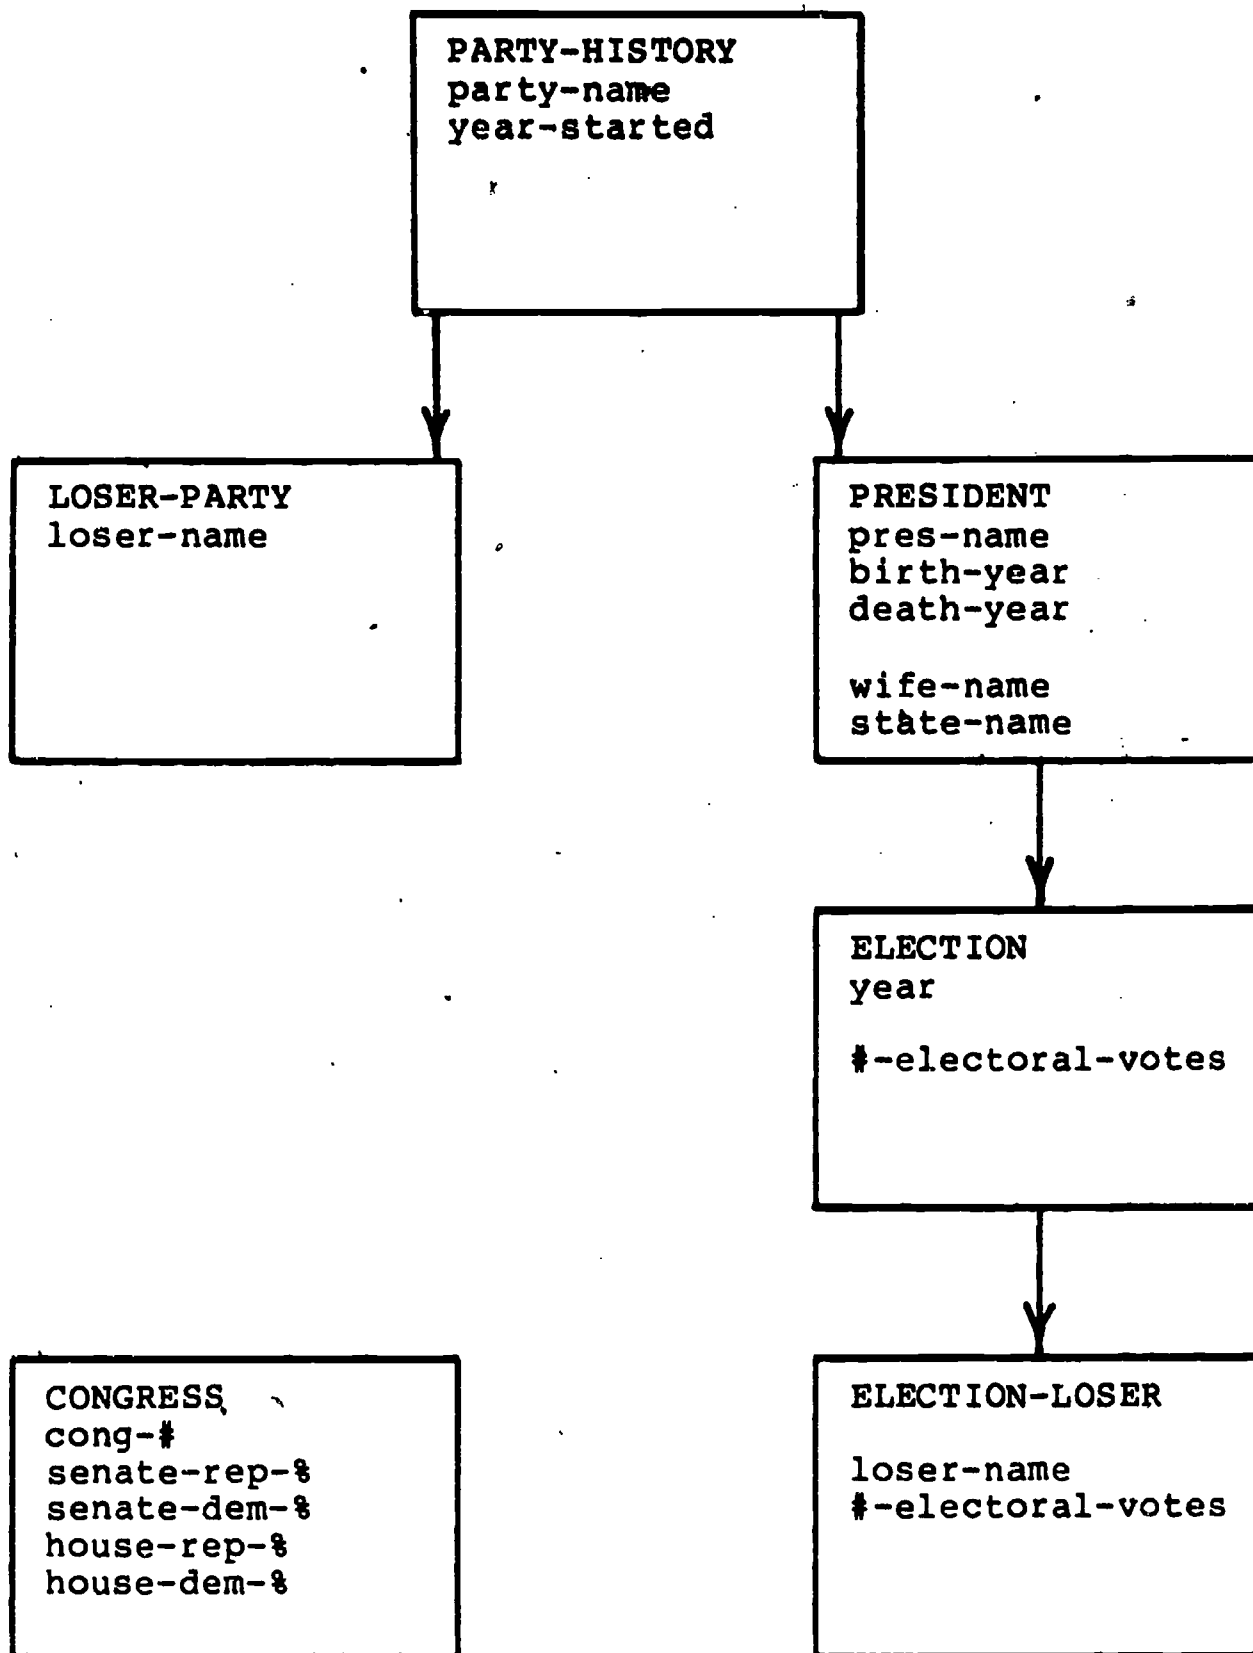 PARTY-HISTORY
party-name
year-started
LOSER-PARTY
loser-name
PRESIDENT
pres-name
birth-year
death-year
wife-name
state-name
ELECTION
year
#-electoral-votes
CONGRESS
cong-#
senate-rep-%
senate-dem-%
house-rep-%
house-dem-%
ELECTION-LOSER
loser-name
#-electoral-votes